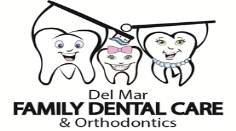 Del Mar
FAMILY DENTAL CARE
& Orthodontics